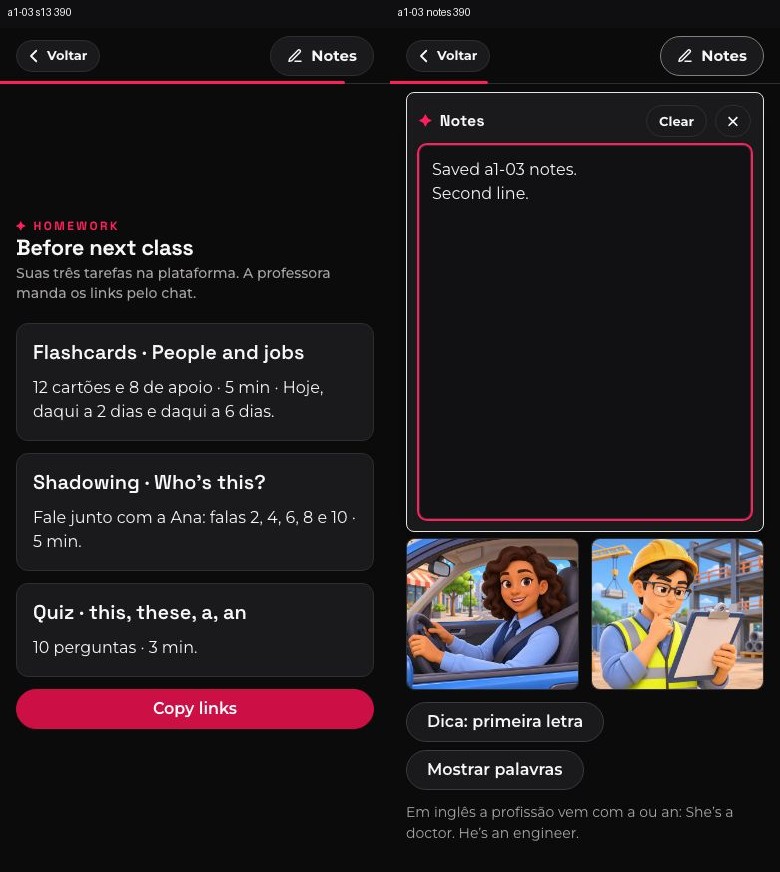 a1-03 s13 390
Voltar
Notes
HOMEWORK
Before next class
Suas três tarefas na plataforma. A professora
manda os links pelo chat.
Flashcards · People and jobs
12 cartões e 8 de apoio · 5 min · Hoje,
daqui a 2 dias e daqui a 6 dias.
Shadowing · Who's this?
Fale junto com a Ana: falas 2, 4, 6, 8 e 10 ·
5 min.
Quiz · this, these, a, an
10 perguntas · 3 min.
Copy links
a1-03 notes 390
Voltar
Notes
Notes
Clear
Saved a1-03 notes.
Second line.
Dica: primeira letra
Mostrar palavras
Em inglês a profissão vem com a ou an: She's a
doctor. He's an engineer.